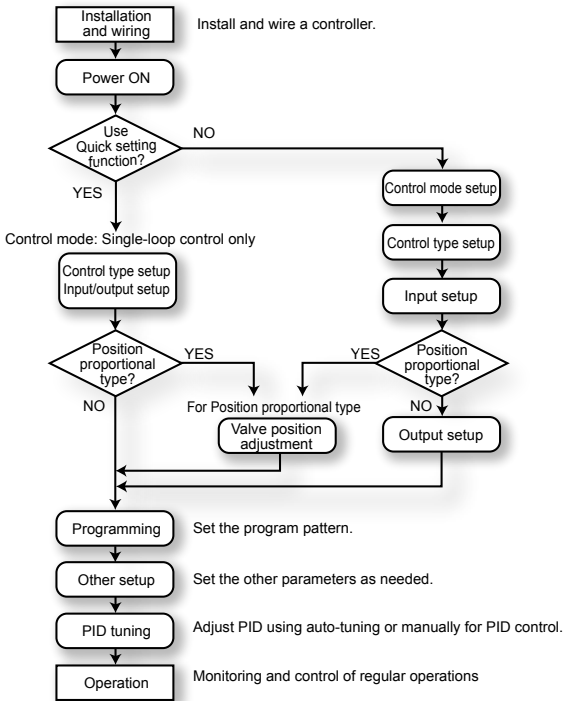 Installation
and wiring
Install and wire a controller.
Power ON
Use
Quick setting
function?
NO
YES
Control mode setup
Control mode: Single-loop control only
Control type setup
Control type setup
Input/output setup
Input setup
Position
proportional
type?
YES
YES
Position
proportional
type?
NO
For Position proportional type
NO
Valve position
adjustment
Output setup
Programming
Set the program pattern.
Other setup
Set the other parameters as needed.
PID tuning
Adjust PID using auto-tuning or manually for PID control.
Operation
Monitoring and control of regular operations